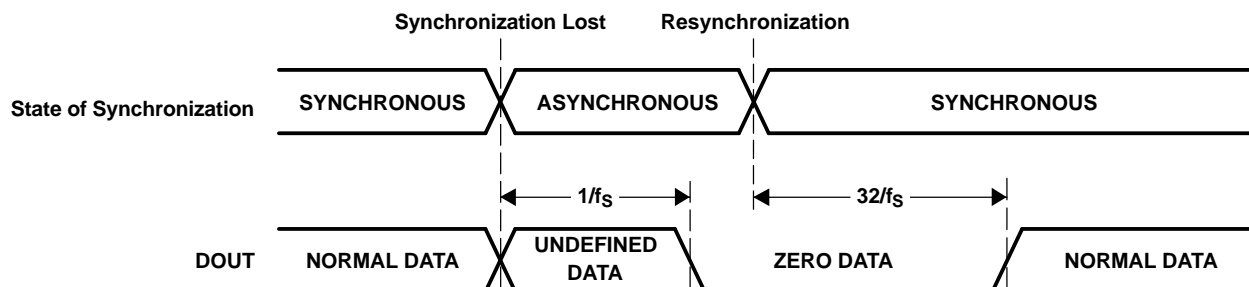 Synchronization Lost
Resynchronization
State of Synchronization
SYNCHRONOUS
ASYNCHRONOUS
SYNCHRONOUS
1/fS
32/fS
DOUT
NORMAL DATA
UNDEFINED
DATA
ZERO DATA
NORMAL DATA